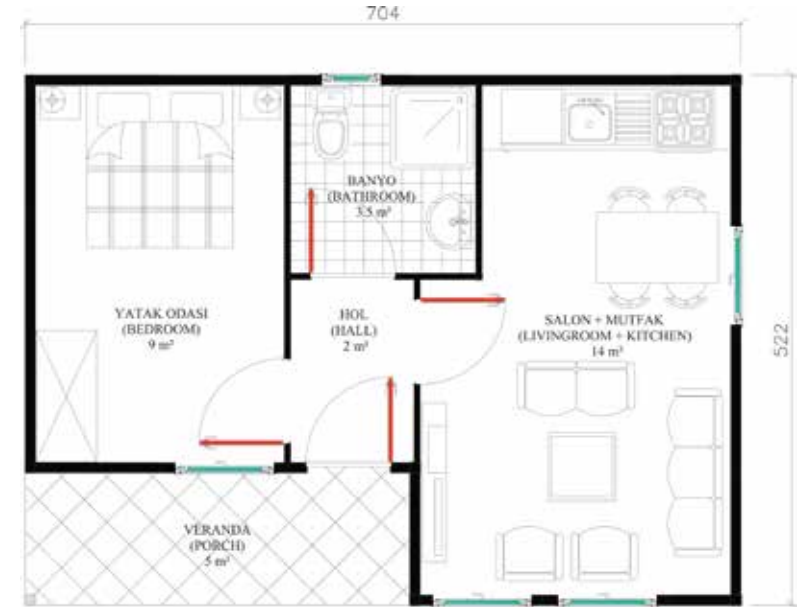 704
BANYO
(BATHROOM)
3.5 m²
YATAK ODASI
(BEDROOM)
9 m²
HOL
(HALL)
2 m²
SALON + MUTFAK
(LIVINGROOM + KITCHEN)
14 m²
522
VERANDA
(PORCH)
5 m²